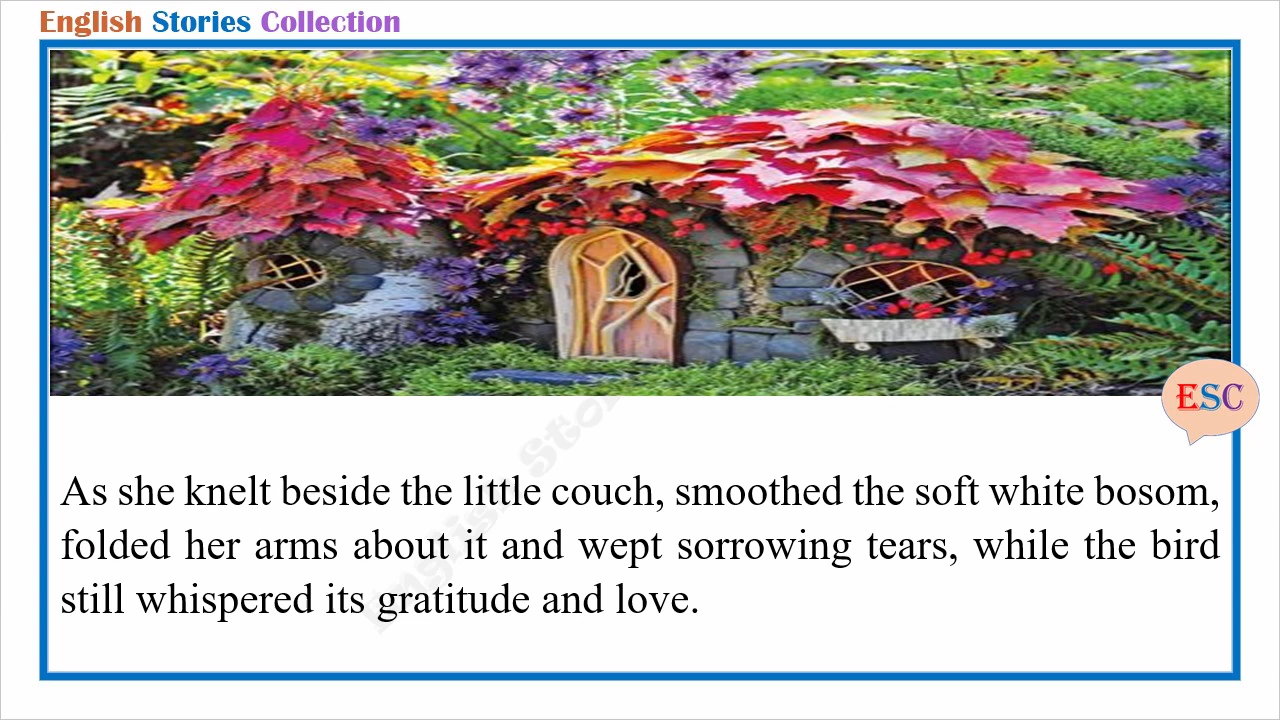 English Stories Collection
ESC
As she knelt beside the little couch, smoothed the soft white bosom,
folded her arms about it and wept sorrowing tears, while the bird
still whispered its gratitude and love.